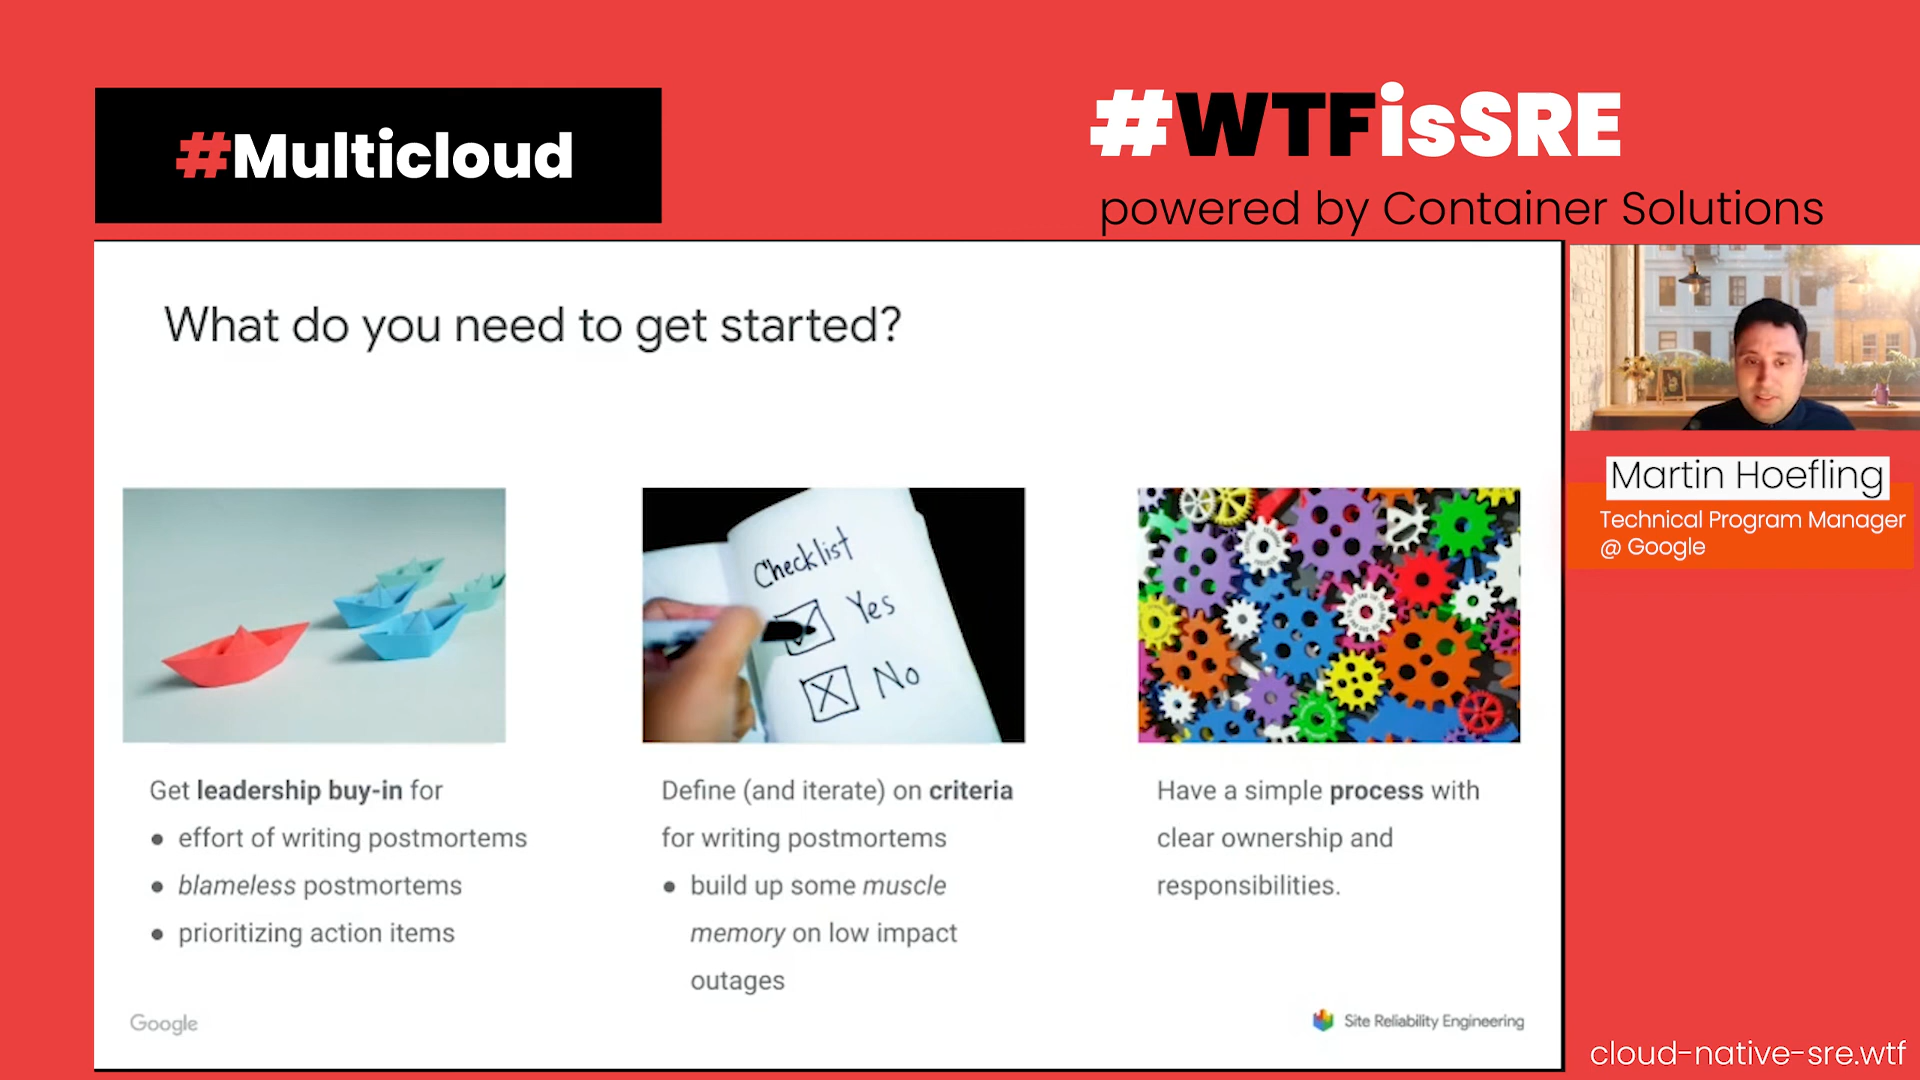 #Multicloud
#WTFisSRE
powered by Container Solutions
What do you need to get started?
Checklist
Yes
No
Get leadership buy-in for
● effort of writing postmortems
● blameless postmortems
● prioritizing action items
Define (and iterate) on criteria
for writing postmortems
● build up some muscle
memory on low impact
outages
Have a simple process with
clear ownership and
responsibilities.
Google
Site Reliability Engineering
Martin Hoefling
Technical Program Manager
@ Google
cloud-native-sre.wtf